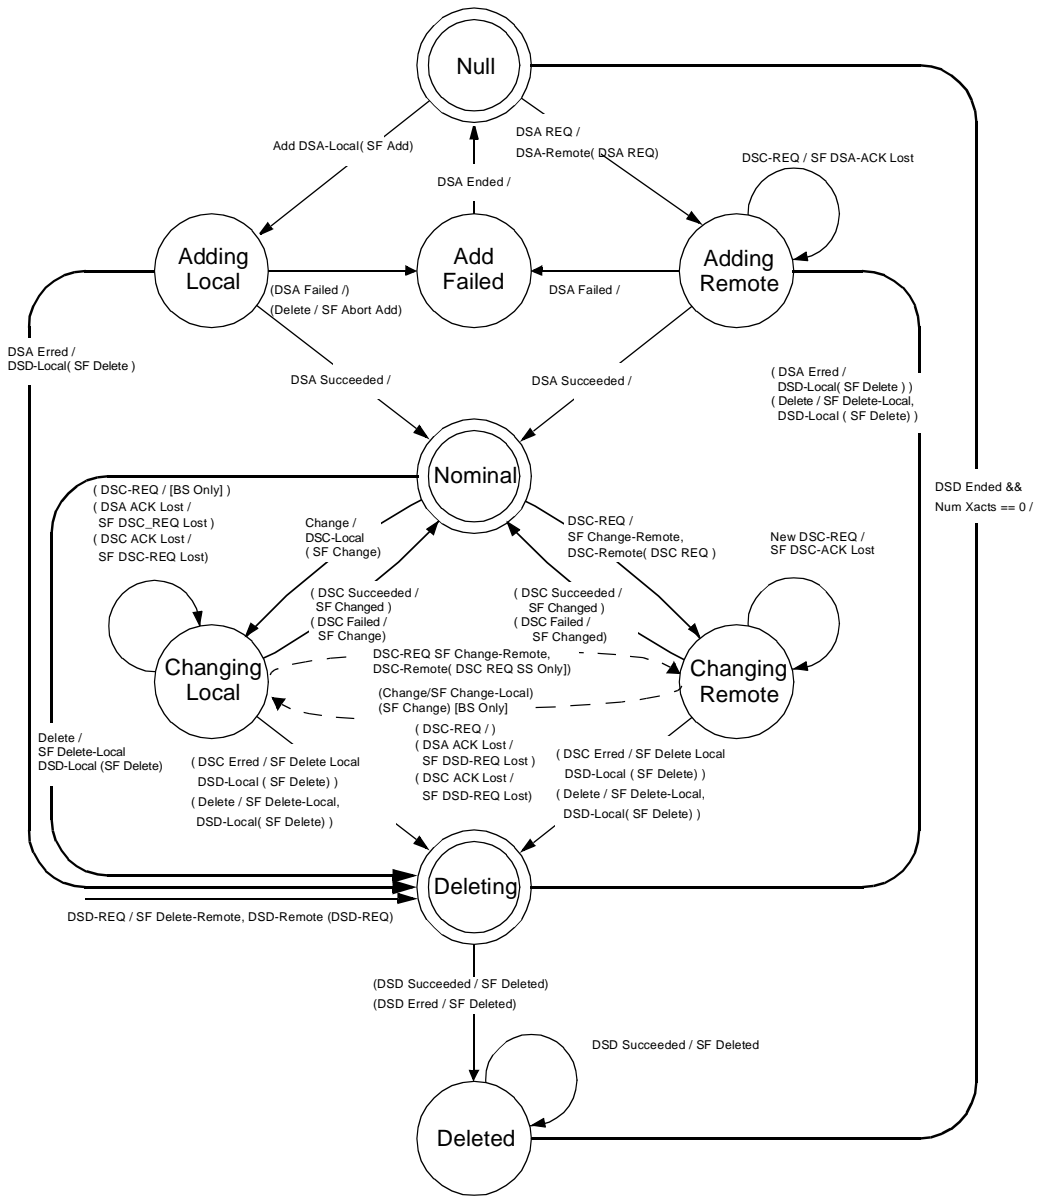 Null
Add DSA-Local( SF Add)
DSA REQ /
DSA-Remote( DSA REQ)
DSC-REQ / SF DSA-ACK Lost
DSA Ended /
Adding
Local
Add
Failed
Adding
Remote
(DSA Failed /)
(Delete / SF Abort Add)
DSA Failed /
DSA Erred /
DSD-Local( SF Delete )
DSA Succeeded /
DSA Succeeded /
( DSA Erred /
DSD-Local( SF Delete ) )
( Delete / SF Delete-Local,
DSD-Local ( SF Delete) )
Nominal
DSD Ended &&
Num Xacts == 0 /
( DSC-REQ / [BS Only] )
( DSA ACK Lost /
SF DSC_REQ Lost )
( DSC ACK Lost /
SF DSC-REQ Lost)
Change /
DSC-Local
( SF Change)
DSC-REQ /
SF Change-Remote,
DSC-Remote( DSC REQ )
New DSC-REQ /
SF DSC-ACK Lost
( DSC Succeeded /
SF Changed )
( DSC Failed /
SF Change)
( DSC Succeeded /
SF Changed )
( DSC Failed /
SF Changed)
Changing
Local
DSC-REQ SF Change-Remote,
DSC-Remote( DSC REQ SS Only])
Changing
Remote
(Change/SF Change-Local)
(SF Change) [BS Only]
Delete /
SF Delete-Local
DSD-Local (SF Delete)
( DSC Erred / SF Delete Local
DSD-Local ( SF Delete) )
( Delete / SF Delete-Local,
DSD-Local( SF Delete) )
( DSC-REQ / )
( DSA ACK Lost /
SF DSD-REQ Lost )
( DSC ACK Lost /
SF DSD-REQ Lost)
( DSC Erred / SF Delete Local
DSD-Local ( SF Delete) )
( Delete / SF Delete-Local,
DSD-Local( SF Delete) )
Deleting
DSD-REQ / SF Delete-Remote, DSD-Remote (DSD-REQ)
(DSD Succeeded / SF Deleted)
(DSD Erred / SF Deleted)
DSD Succeeded / SF Deleted
Deleted